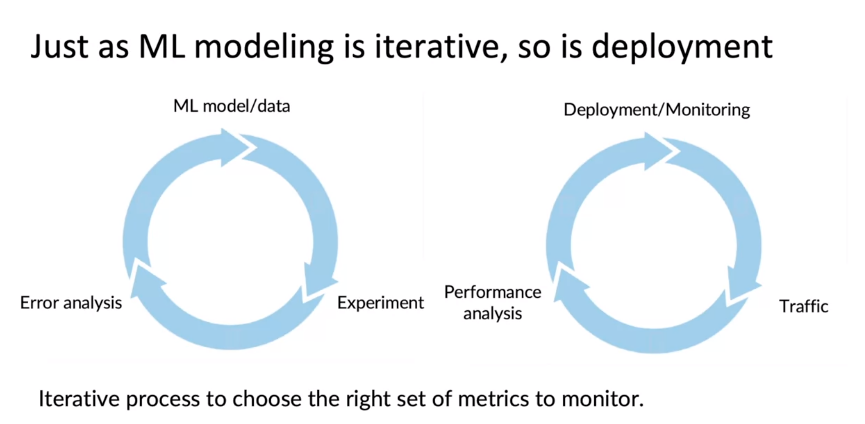 Just as ML modeling is iterative, so is deployment
ML model/data
Experiment
Error analysis
Deployment/Monitoring
Traffic
Performance
analysis
Iterative process to choose the right set of metrics to monitor.